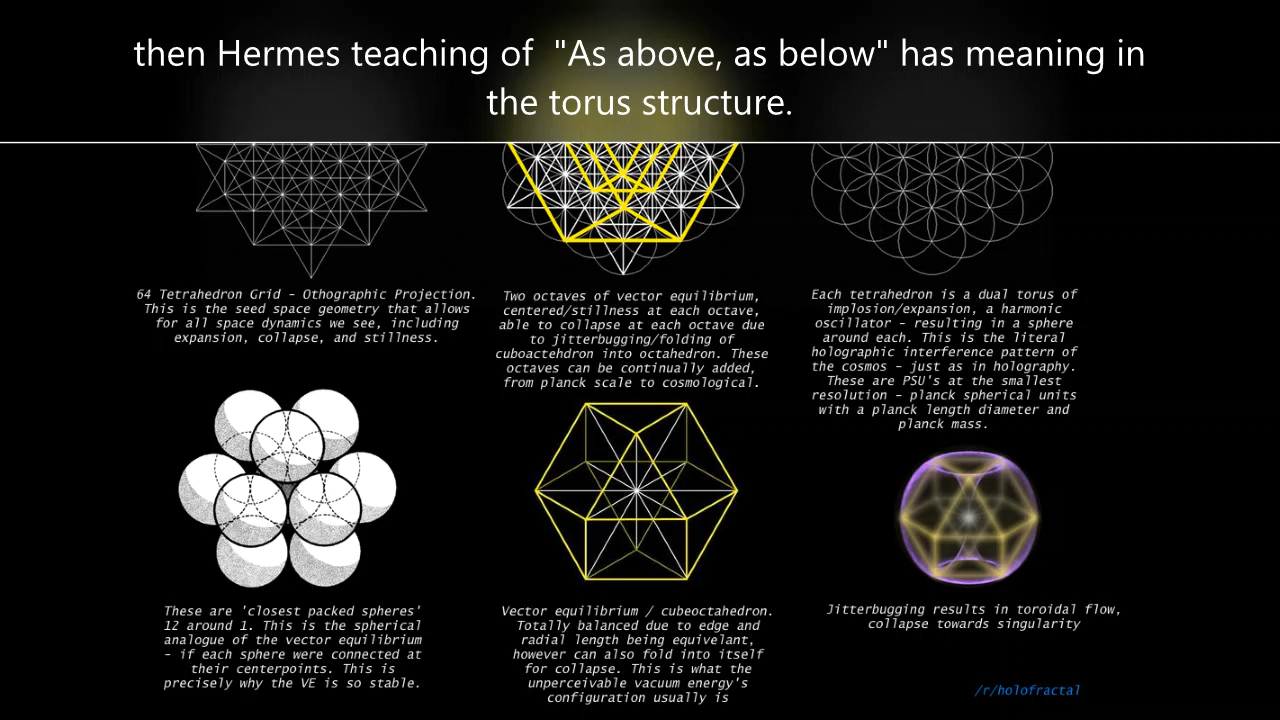 then Hermes teaching of "As above, as below" has meaning in
the torus structure.
64 Tetrahedron Grid - Othographic Projection.
This is the seed space geometry that allows
for all space dynamics we see, including
expansion, collapse, and stillness.
Two octaves of vector equilibrium,
centered/stillness at each octave,
able to collapse at each octave due
to jitterbugging/folding of
cuboactehdron into octahedron. These
octaves can be continually added,
from planck scale to cosmological.
Each tetrahedron is a dual torus of
implosion/expansion, a harmonic
oscillator - resulting in a sphere
around each. This is the literal
holographic interference pattern of
the cosmos - just as in holography.
These are PSU's at the smallest
resolution - planck spherical units
with a planck length diameter and
planck mass.
These are 'closest packed spheres'
12 around 1. This is the spherical
analogue of the vector equilibrium
- if each sphere were connected at
their centerpoints. This is
precisely why the VE is so stable.
Vector equilibrium / cubeoctahedron.
Totally balanced due to edge and
radial length being equivelant,
however can also fold into itself
for collapse. This is what the
unperceivable vacuum energy's
configuration usually is
Jitterbugging results in toroidal flow,
collapse towards singularity
/r/holofractal